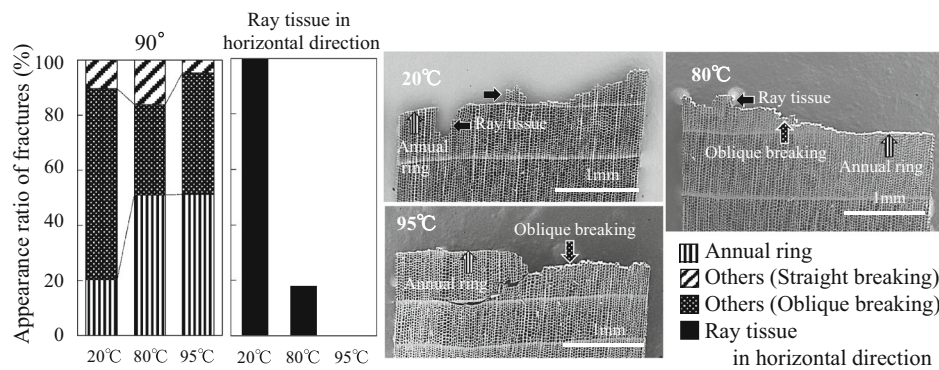 90°
Ray tissue in
horizontal direction
Appearance ratio of fractures (%)
100
80
60
40
20
0
20℃
80℃
95℃
20℃
80℃
95℃
20℃
Ray tissue
Annual
ring
1mm
80℃
Ray tissue
Oblique breaking
Annual ring
1mm
95℃
Oblique breaking
Annual ring
1mm
Annual ring
Others (Straight breaking)
Others (Oblique breaking)
Ray tissue
in horizontal direction